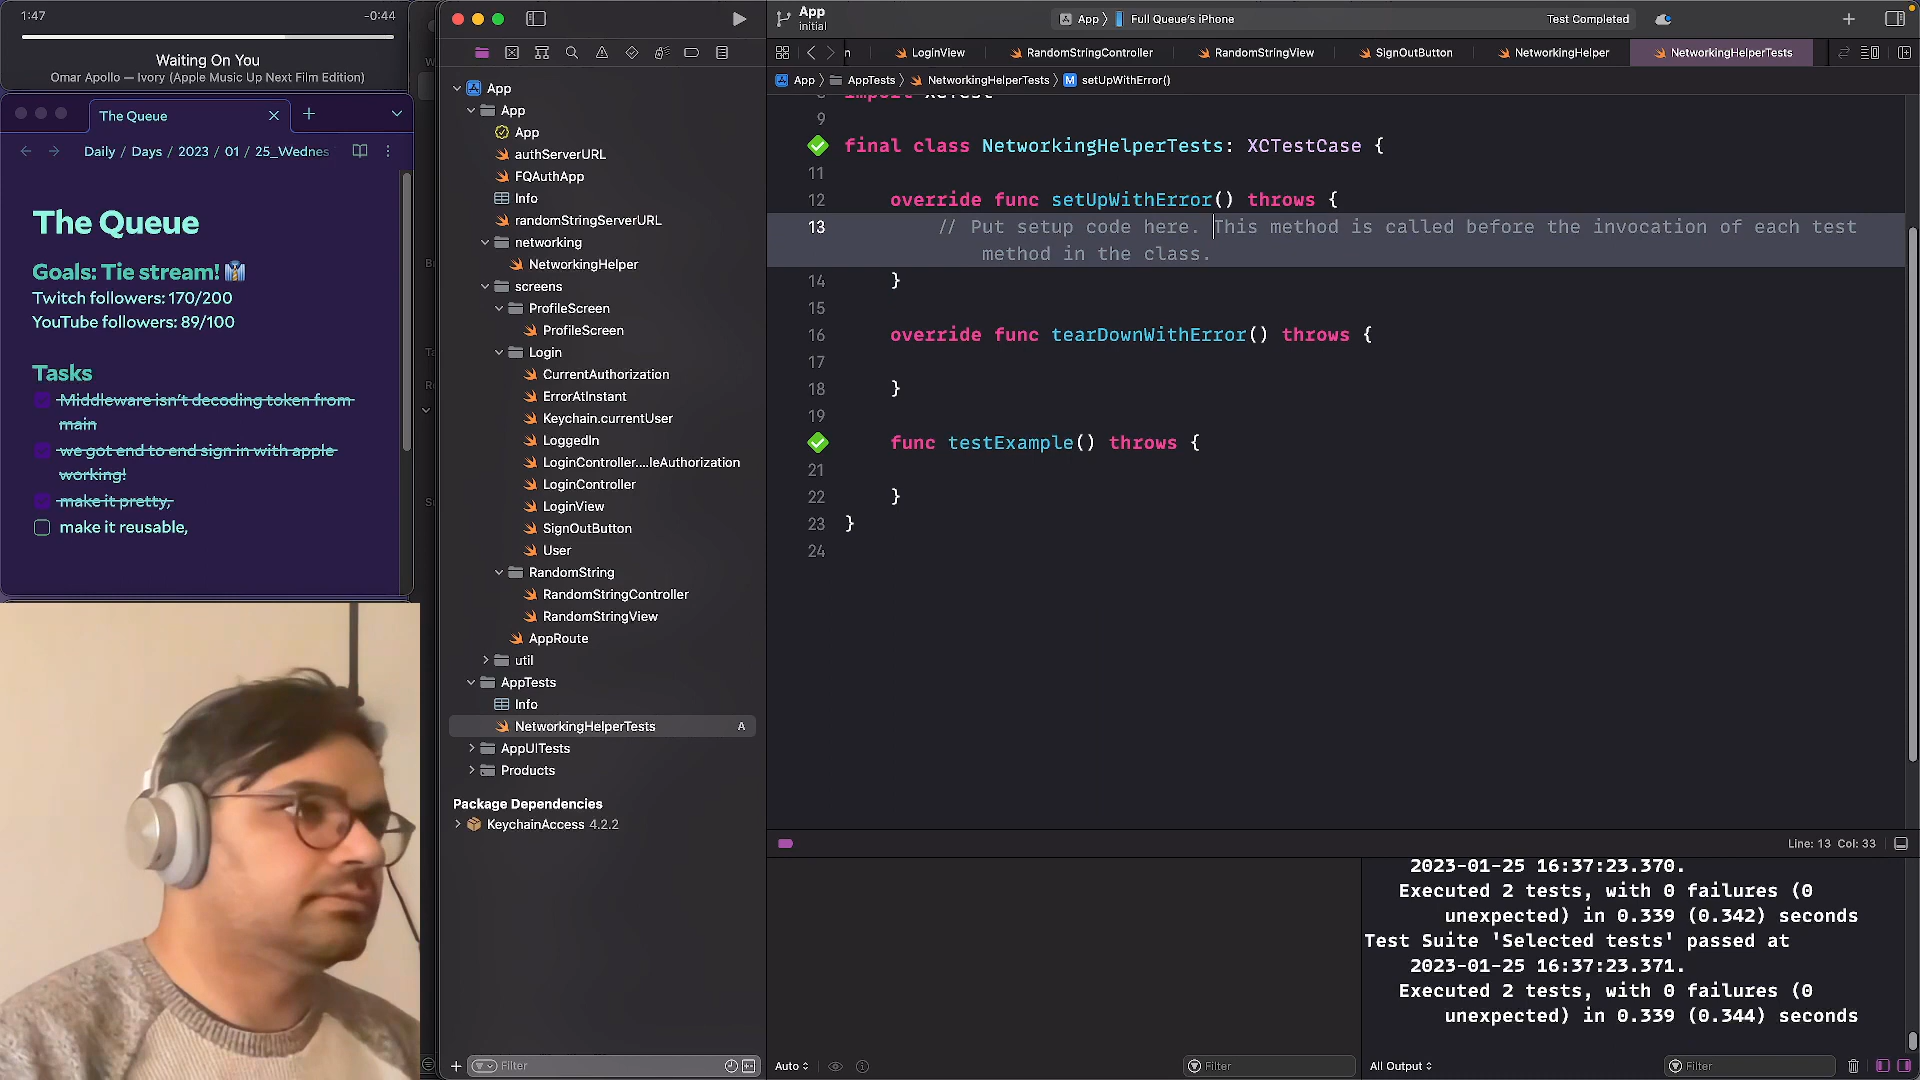 1:47
-0:44
Waiting On You
Omar Apollo — Ivory (Apple Music Up Next Film Edition)
The Queue
Daily / Days / 2023 / 01 / 25_Wednes
The Queue
Goals: Tie stream! 👔
Twitch followers: 170/200
YouTube followers: 89/100
Tasks
Middleware isn't decoding token from
main
we got end to end sign in with apple
working!
make it pretty,
make it reusable,
App
App
App
authServerURL
FQAuthApp
Info
randomStringServerURL
networking
NetworkingHelper
screens
ProfileScreen
ProfileScreen
Login
CurrentAuthorization
ErrorAtInstant
Keychain.currentUser
LoggedIn
LoginController....leAuthorization
LoginController
LoginView
SignOutButton
User
RandomString
RandomStringController
RandomStringView
AppRoute
util
AppTests
Info
NetworkingHelperTests A
AppUITests
Products
Package Dependencies
KeychainAccess 4.2.2
Filter
App
initial
App
Full Queue's iPhone
Test Completed
n
LoginView
RandomStringController
RandomStringView
SignOutButton
NetworkingHelper
NetworkingHelperTests
App
AppTests
NetworkingHelperTests
M setUpWithError()
import XCTest
9
final class NetworkingHelperTests: XCTestCase {
11
12 override func setUpWithError() throws {
13 // Put setup code here. This method is called before the invocation of each test
method in the class.
14 }
15
16 override func tearDownWithError() throws {
17
18 }
19
func testExample() throws {
21
22 }
23 }
24
Line: 13 Col: 33
2023-01-25 16:37:23.370.
Executed 2 tests, with 0 failures (0
unexpected) in 0.339 (0.342) seconds
Test Suite 'Selected tests' passed at
2023-01-25 16:37:23.371.
Executed 2 tests, with 0 failures (0
unexpected) in 0.339 (0.344) seconds
Auto
Filter
All Output
Filter